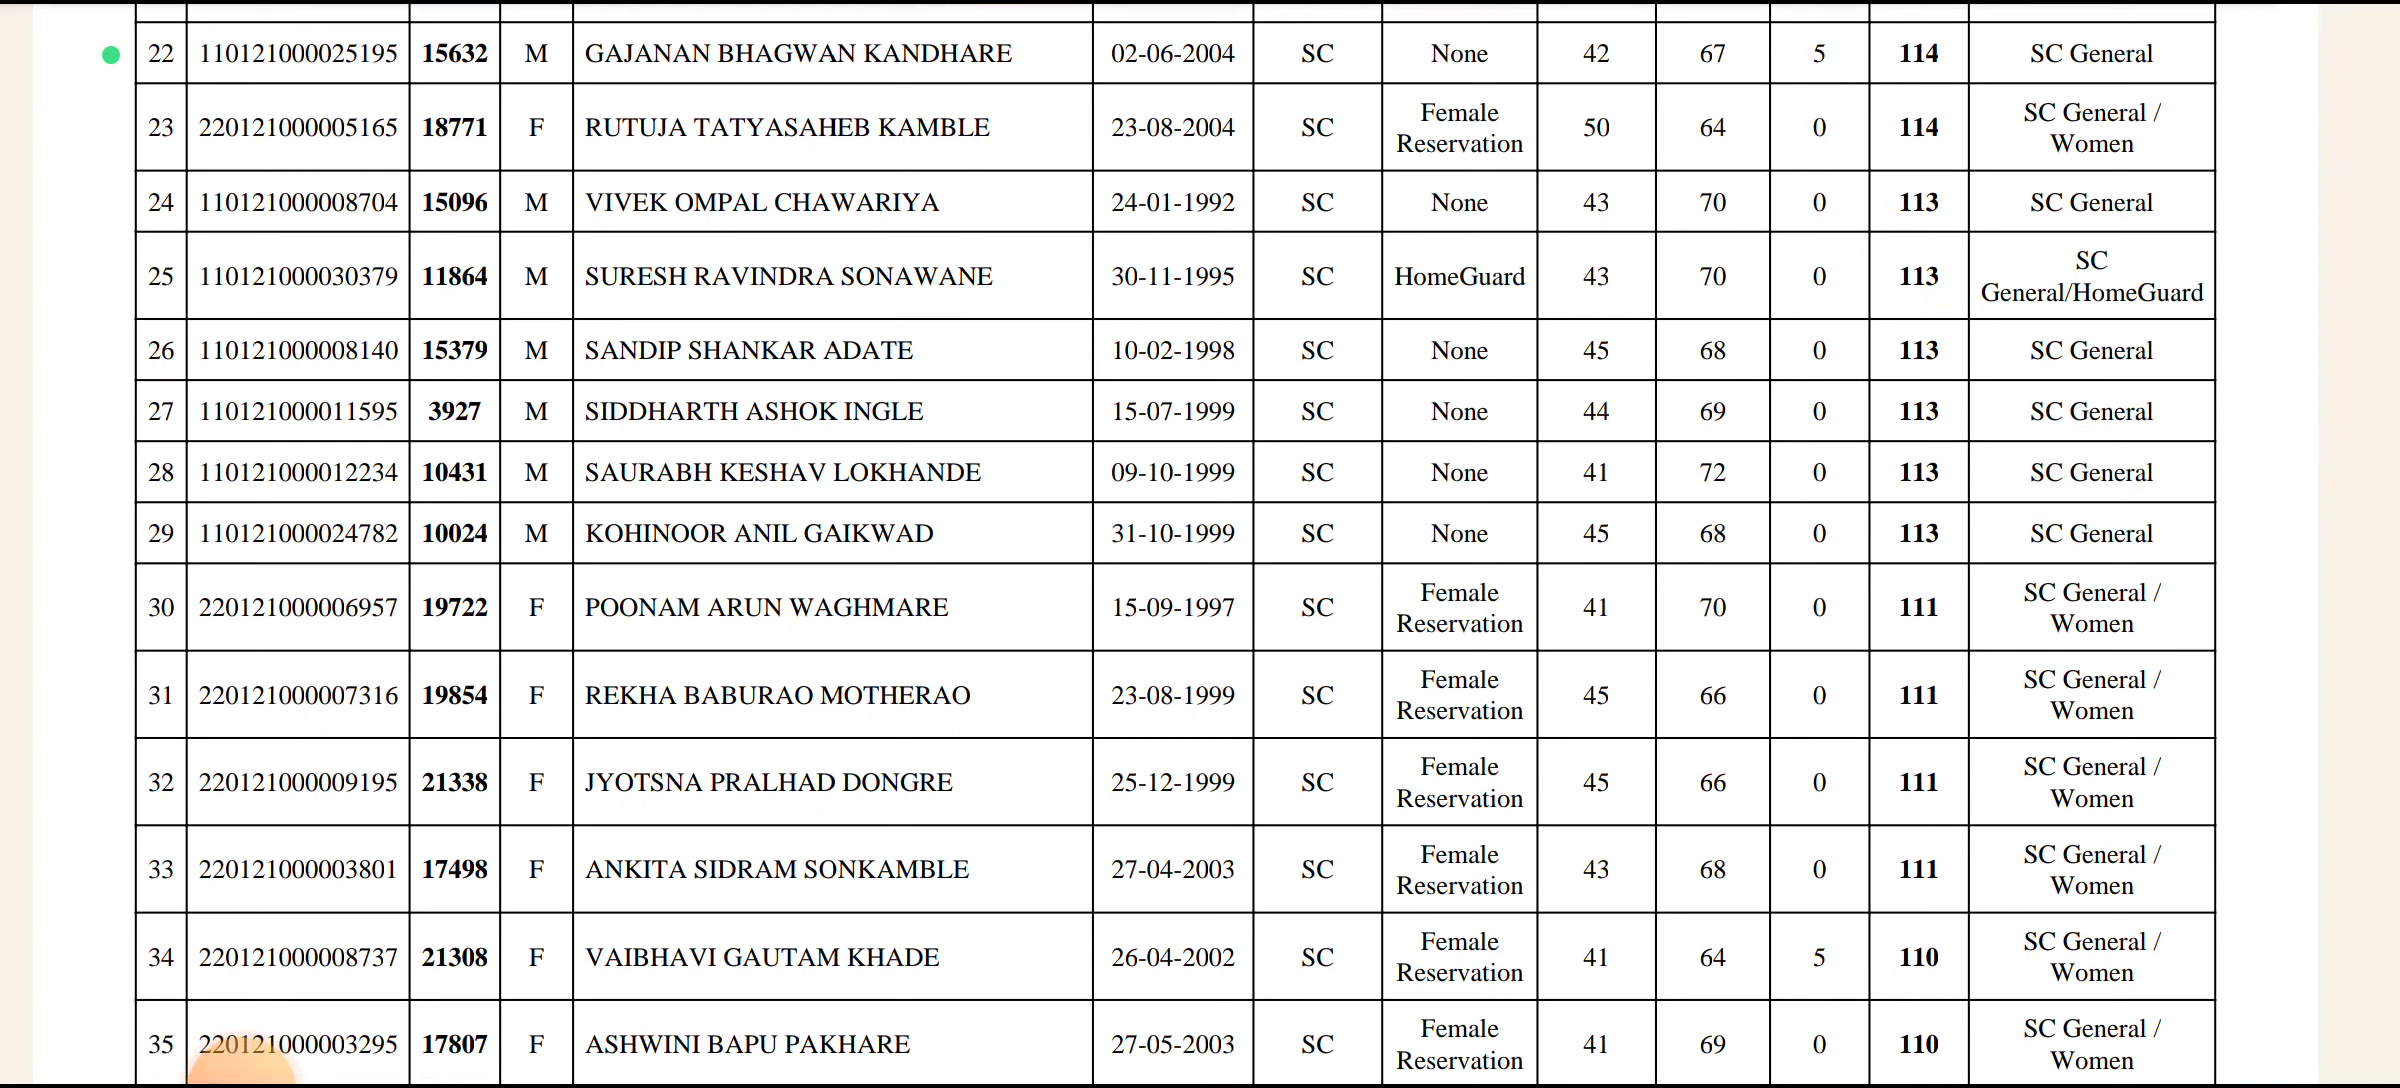 22 110121000025195 15632 M GAJANAN BHAGWAN KANDHARE 02-06-2004 SC None 42 67 5 114 SC General
23 220121000005165 18771 F RUTUJA TATYASAHEB KAMBLE 23-08-2004 SC Female Reservation 50 64 0 114 SC General / Women
24 110121000008704 15096 M VIVEK OMPAL CHAWARIYA 24-01-1992 SC None 43 70 0 113 SC General
25 110121000030379 11864 M SURESH RAVINDRA SONAWANE 30-11-1995 SC HomeGuard 43 70 0 113 SC General/HomeGuard
26 110121000008140 15379 M SANDIP SHANKAR ADATE 10-02-1998 SC None 45 68 0 113 SC General
27 110121000011595 3927 M SIDDHARTH ASHOK INGLE 15-07-1999 SC None 44 69 0 113 SC General
28 110121000012234 10431 M SAURABH KESHAV LOKHANDE 09-10-1999 SC None 41 72 0 113 SC General
29 110121000024782 10024 M KOHINOOR ANIL GAIKWAD 31-10-1999 SC None 45 68 0 113 SC General
30 220121000006957 19722 F POONAM ARUN WAGHMARE 15-09-1997 SC Female Reservation 41 70 0 111 SC General / Women
31 220121000007316 19854 F REKHA BABURAO MOTHERAO 23-08-1999 SC Female Reservation 45 66 0 111 SC General / Women
32 220121000009195 21338 F JYOTSNA PRALHAD DONGRE 25-12-1999 SC Female Reservation 45 66 0 111 SC General / Women
33 220121000003801 17498 F ANKITA SIDRAM SONKAMBLE 27-04-2003 SC Female Reservation 43 68 0 111 SC General / Women
34 220121000008737 21308 F VAIBHAVI GAUTAM KHADE 26-04-2002 SC Female Reservation 41 64 5 110 SC General / Women
35 220121000003295 17807 F ASHWINI BAPU PAKHARE 27-05-2003 SC Female Reservation 41 69 0 110 SC General / Women